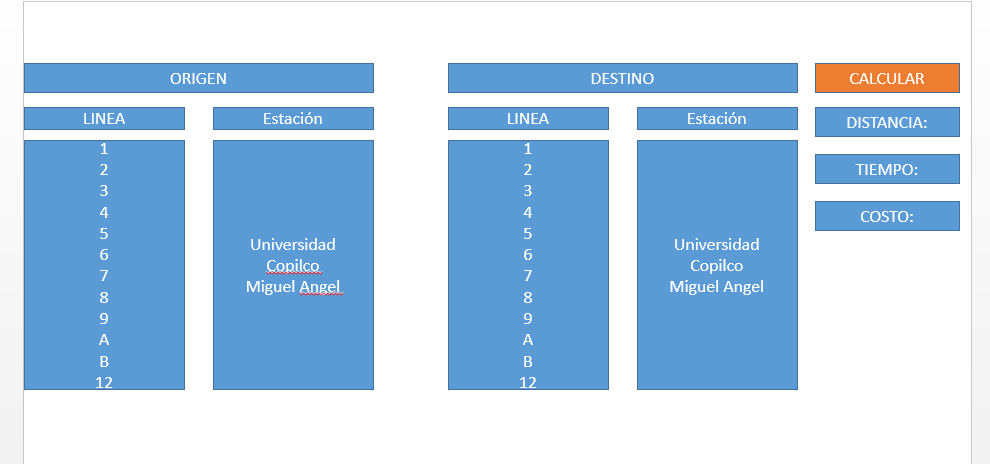 ORIGEN
DESTINO
CALCULAR
LINEA
Estación
LINEA
Estación
DISTANCIA:
TIEMPO:
COSTO:
1
2
3
4
5
6
7
8
9
A
B
12
Universidad
Copilco
Miguel Angel
1
2
3
4
5
6
7
8
9
A
B
12
Universidad
Copilco
Miguel Angel